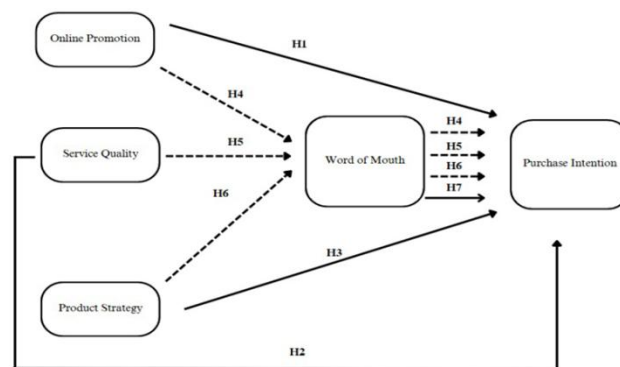 Online Promotion
H1
H4
H4
Service Quality
H5
Word of Mouth
H5
H6
Purchase Intention
H6
H7
H3
Product Strategy
H2